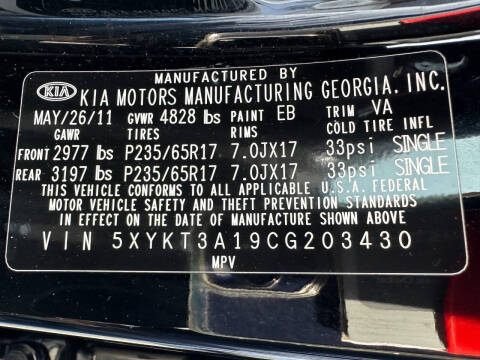 MANUFACTURED BY
KIA KIA MOTORS MANUFACTURING GEORGIA, INC.
MAY/26/11 GVWR 4828 lbs PAINT EB TRIM VA
GAWR TIRES RIMS COLD TIRE INFL
FRONT 2977 lbs P235/65R17 7.0JX17 33psi SINGLE
REAR 3197 lbs P235/65R17 7.0JX17 33psi SINGLE
THIS VEHICLE CONFORMS TO ALL APPLICABLE U.S.A. FEDERAL
MOTOR VEHICLE SAFETY AND THEFT PREVENTION STANDARDS
IN EFFECT ON THE DATE OF MANUFACTURE SHOWN ABOVE
VIN 5XYKT3A19CG203430
MPV